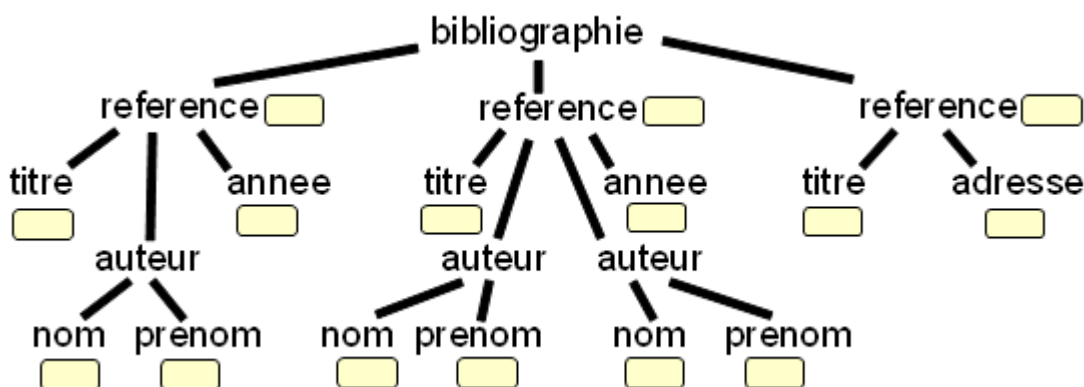 bibliographie
reference reference reference
titre annee titre annee titre adresse
auteur auteur auteur
nom prenom nom prenom nom prenom